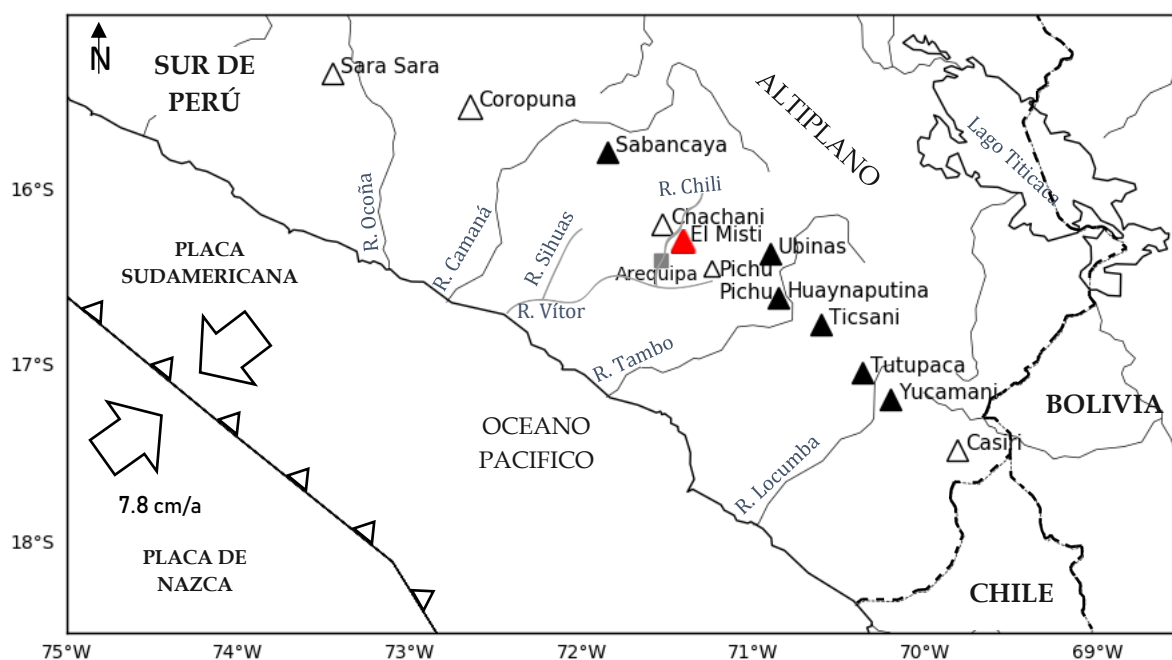 N
SUR DE
PERÚ
Sara Sara
Coropuna
ALTIPLANO
Sabancaya
Lago Titicaca
16°S
R. Ocoña
R. Camaná
R. Sihuas
R. Chili
Chachani
El Misti
Ubinas
PLACA
SUDAMERICANA
Arequipa
Pichu
Pichu
Huaynaputina
R. Vítor
Ticsani
17°S
R. Tambo
Tutupaca
Yucamani
BOLIVIA
OCEANO
PACIFICO
Casiri
R. Locumba
7.8 cm/a
18°S
PLACA DE
NAZCA
CHILE
75°W
74°W
73°W
72°W
71°W
70°W
69°W